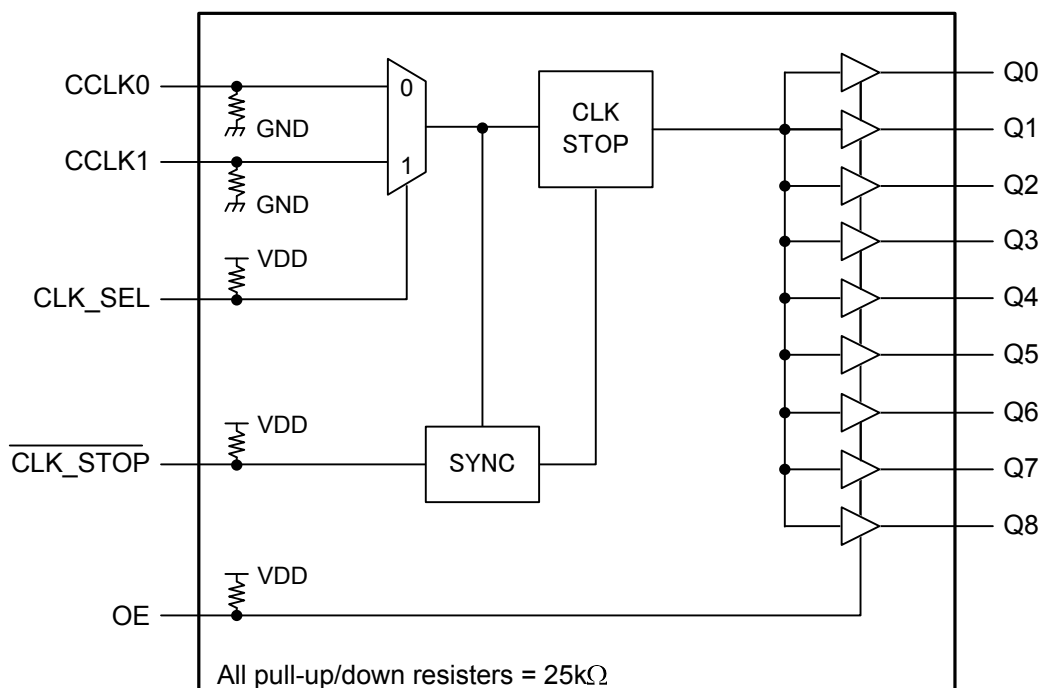 CCLK0
0
CLK
STOP
Q0
GND
Q1
CCLK1
1
Q2
GND
VDD
Q3
CLK_SEL
Q4
Q5
VDD
Q6
CLK_STOP
SYNC
Q7
Q8
VDD
OE
All pull-up/down resisters = 25kΩ